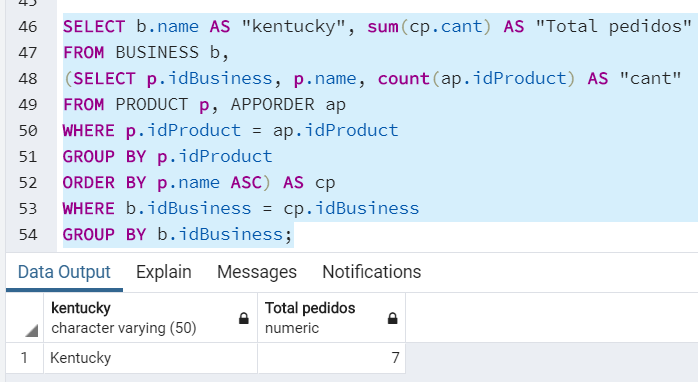 45
46 SELECT b.name AS "kentucky", sum(cp.cant) AS "Total pedidos"
47 FROM BUSINESS b,
48 (SELECT p.idBusiness, p.name, count(ap.idProduct) AS "cant"
49 FROM PRODUCT p, APPORDER ap
50 WHERE p.idProduct = ap.idProduct
51 GROUP BY p.idProduct
52 ORDER BY p.name ASC) AS cp
53 WHERE b.idBusiness = cp.idBusiness
54 GROUP BY b.idBusiness;
Data Output Explain Messages Notifications
kentucky Total pedidos
character varying (50) numeric
1 Kentucky 7